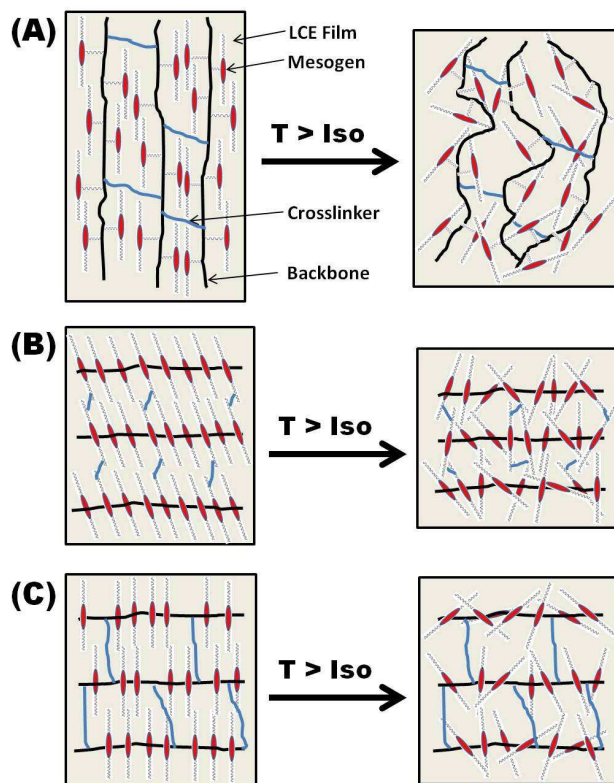 (A)
LCE Film
Mesogen
T > Iso
Crosslinker
Backbone
(B)
T > Iso
(C)
T > Iso